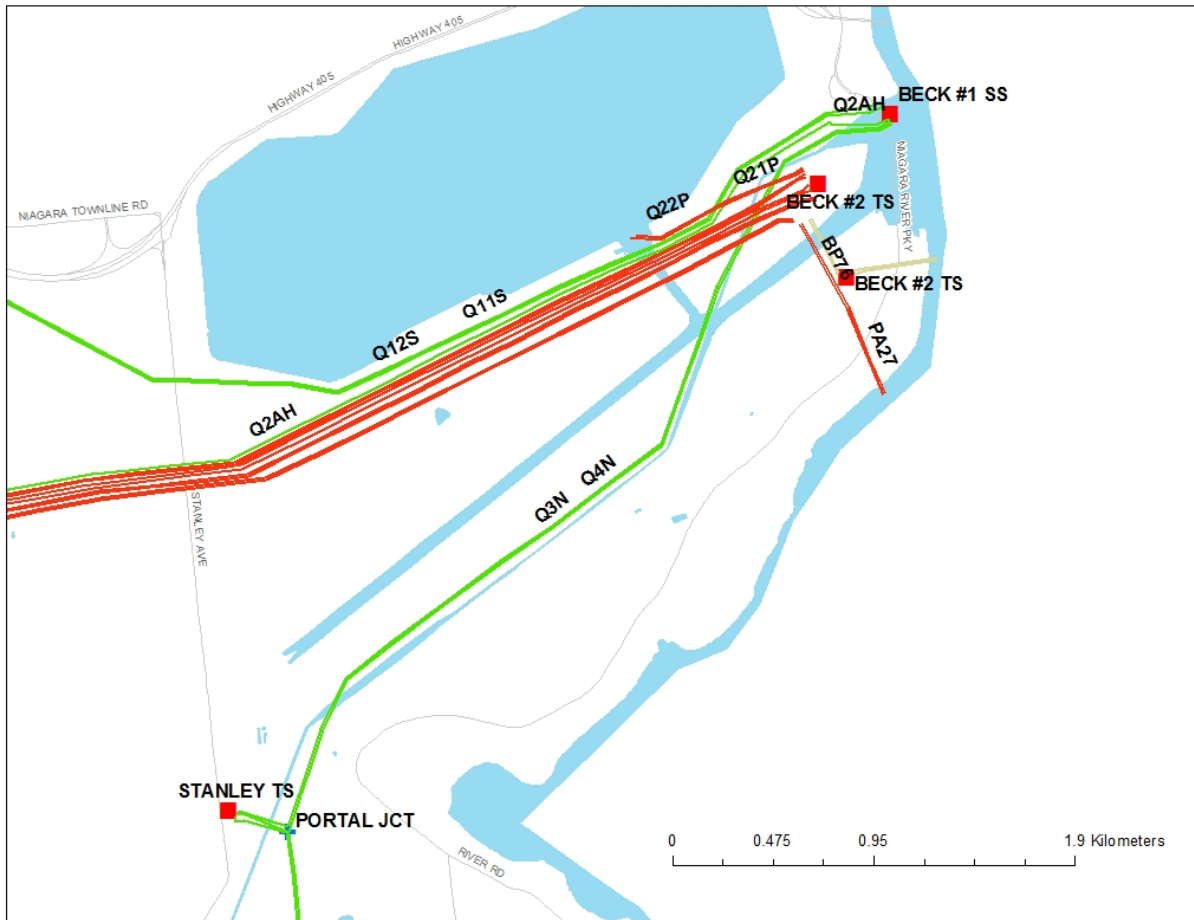 HIGHWAY 405
HIGHWAY 405
BECK #1 SS
Q2AH
NIAGARA RIVER PKY
Q21P
BECK #2 TS
NIAGARA TOWNLINE RD
Q22P
BP76
BECK #2 TS
Q11S
Q12S
PA27
Q2AH
Q4N
Q3N
STANLEY AVE
STANLEY TS
PORTAL JCT
RIVER RD
0 0.475 0.95 1.9 Kilometers